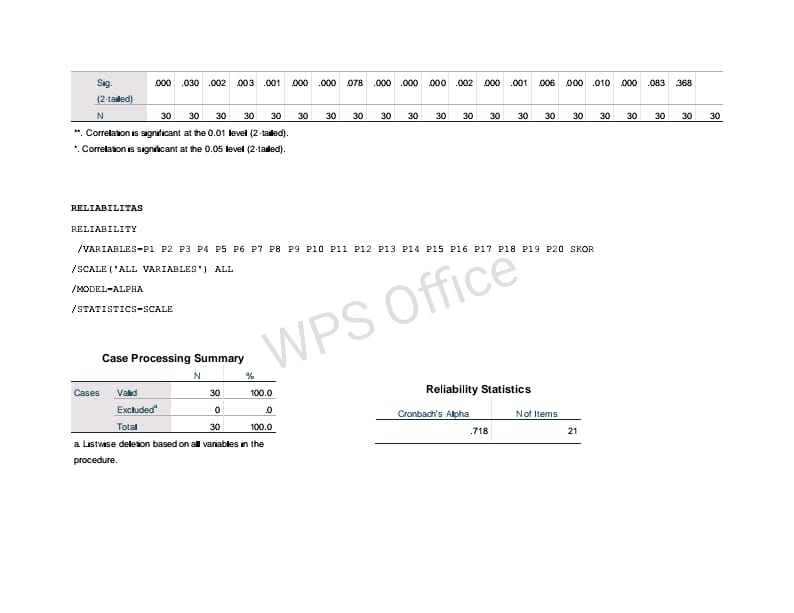 Sig. .000 .030 .002 .003 .001 .000 .000 .078 .000 .000 .000 .002 .000 .001 .006 .000 .010 .000 .083 .368
(2-tailed)
N 30 30 30 30 30 30 30 30 30 30 30 30 30 30 30 30 30 30 30 30 30
**. Correlation is significant at the 0.01 level (2-tailed).
*. Correlation is significant at the 0.05 level (2-tailed).
RELIABILITAS
RELIABILITY
/VARIABLES=P1 P2 P3 P4 P5 P6 P7 P8 P9 P10 P11 P12 P13 P14 P15 P16 P17 P18 P19 P20 SKOR
/SCALE('ALL VARIABLES') ALL
/MODEL=ALPHA
/STATISTICS=SCALE
WPS Office
Case Processing Summary
N %
Cases Valid 30 100.0
Excludedª 0 .0
Total 30 100.0
a. Listwise deletion based on all variables in the
procedure.
Reliability Statistics
Cronbach's Alpha N of Items
.718 21